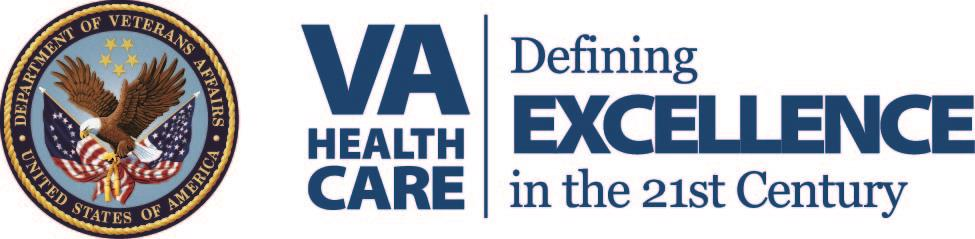 DEPARTMENT OF VETERANS AFFAIRS
UNITED STATES OF AMERICA
VA
HEALTH
CARE
Defining
EXCELLENCE
in the 21st Century